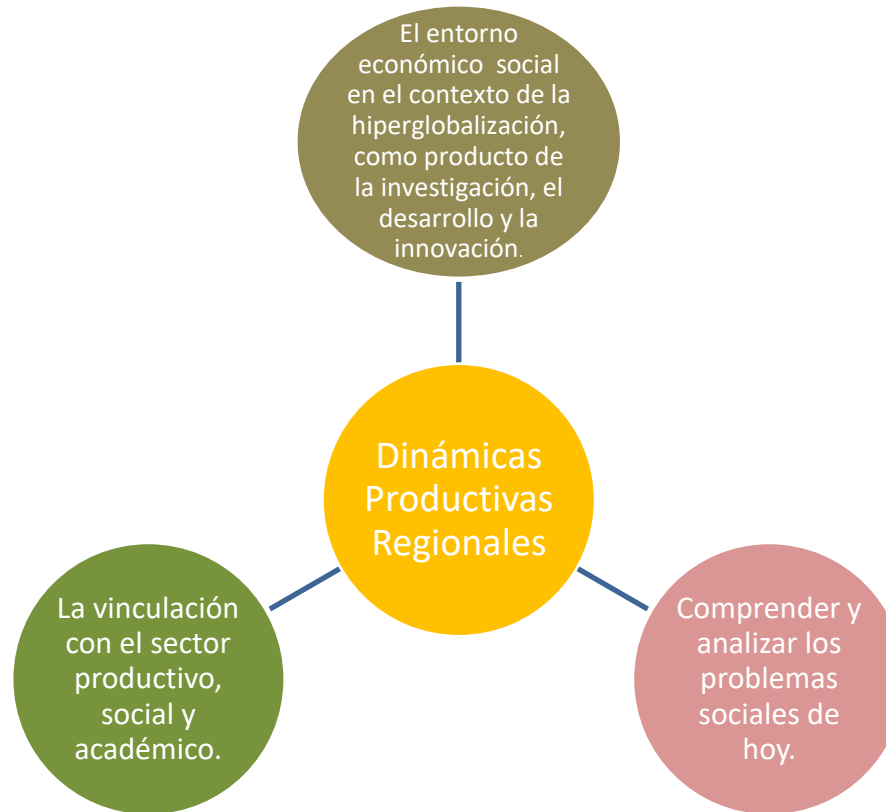 El entorno
económico social
en el contexto de la
hiperglobalización,
como producto de
la investigación, el
desarrollo y la
innovación.
Dinámicas
Productivas
Regionales
La vinculación
con el sector
productivo,
social y
académico.
Comprender y
analizar los
problemas
sociales de
hoy.